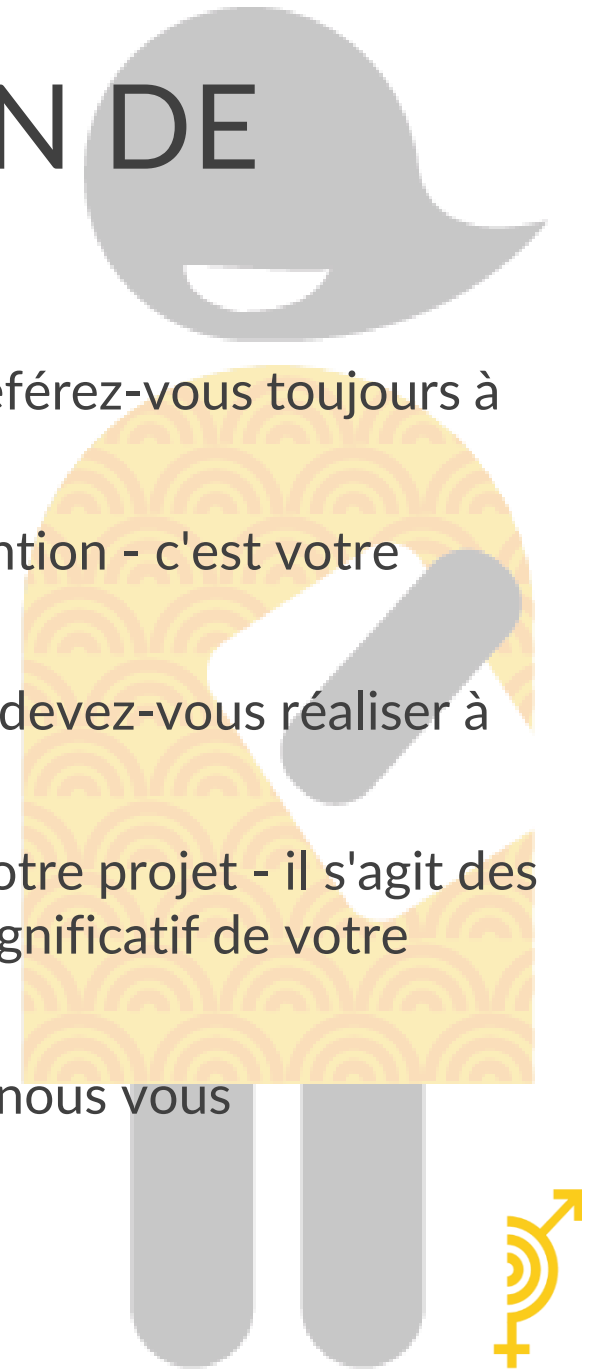 N DE
éférez-vous toujours à
ntion - c'est votre
devez-vous réaliser à
otre projet - il s'agit des
gnificatif de votre
nous vous